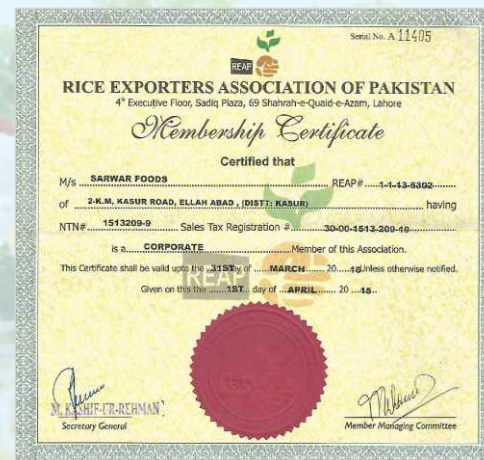 Serial No. A 11405
REAP
RICE EXPORTERS ASSOCIATION OF PAKISTAN
4th Executive Floor, Sadiq Plaza, 69 Shahrah-e-Quaid-e-Azam, Lahore
Membership Certificate
Certified that
M/s SARWAR FOODS REAP# 1-1-13-5302
of 2-K.M, KASUR ROAD, ELLAH ABAD , (DISTT: KASUR) having
NTN# 1513209-9 Sales Tax Registration # 30-00-1513-209-19
is a CORPORATE Member of this Association.
This Certificate shall be valid upto the 31ST day of MARCH 20 16 Unless otherwise notified.
Given on this the 1ST day of APRIL 20 15
REAP
M. KASHIF-UR-REHMAN
Secretary General
Member Managing Committee